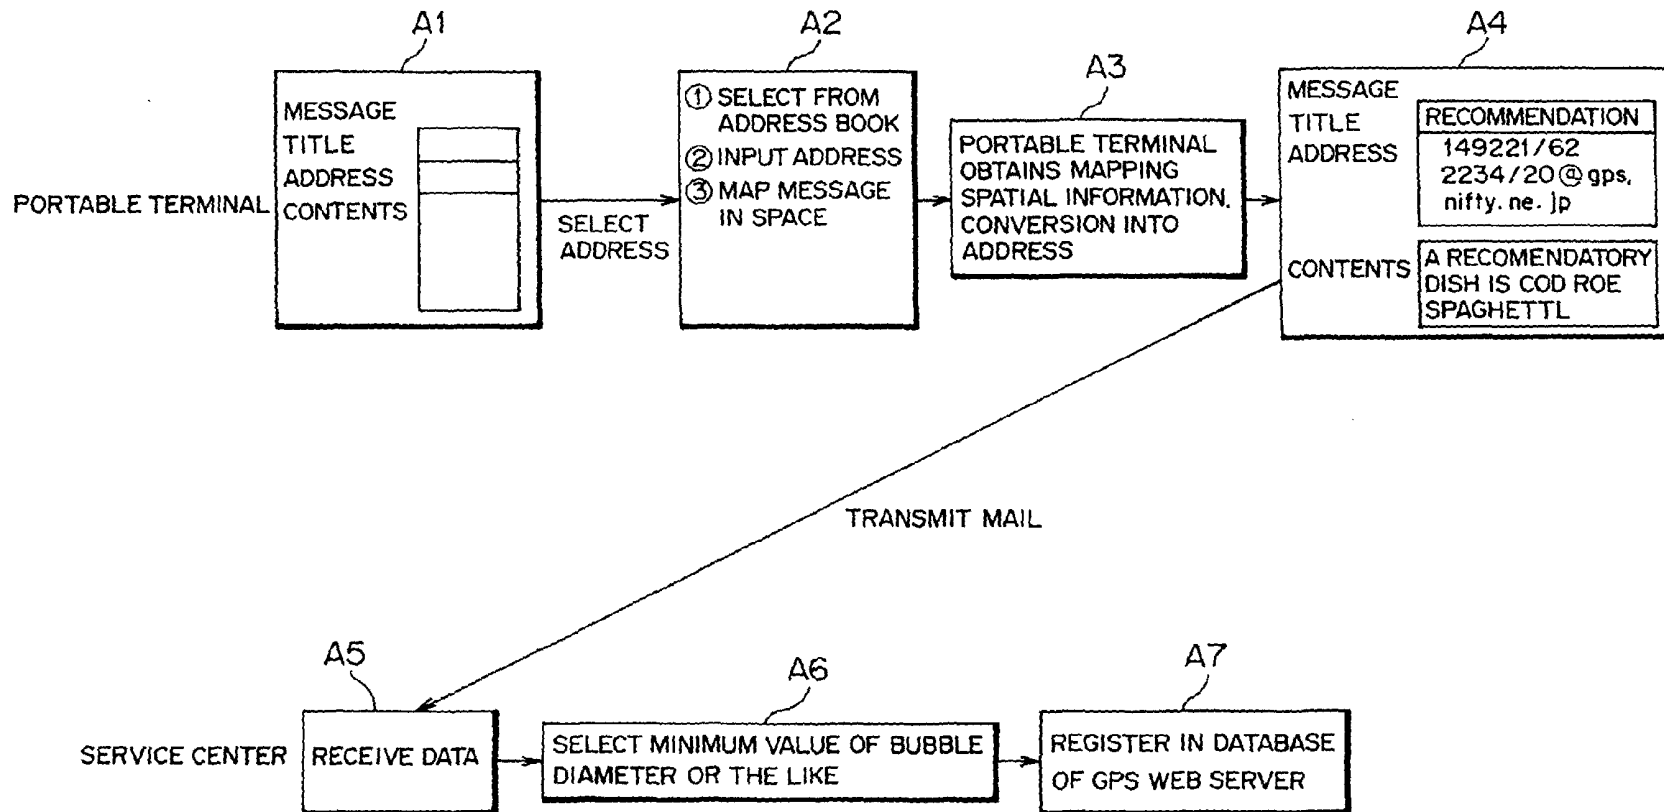 A1
MESSAGE
TITLE
ADDRESS
CONTENTS
PORTABLE TERMINAL
SELECT
ADDRESS
A2
① SELECT FROM
ADDRESS BOOK
② INPUT ADDRESS
③ MAP MESSAGE
IN SPACE
A3
PORTABLE TERMINAL
OBTAINS MAPPING
SPATIAL INFORMATION.
CONVERSION INTO
ADDRESS
A4
MESSAGE
TITLE
RECOMMENDATION
ADDRESS
149221/62
2234/20@gps.
nifty.ne.jp
CONTENTS
A RECOMENDATORY
DISH IS COD ROE
SPAGHETTL
TRANSMIT MAIL
SERVICE CENTER
A5
RECEIVE DATA
A6
SELECT MINIMUM VALUE OF BUBBLE
DIAMETER OR THE LIKE
A7
REGISTER IN DATABASE
OF GPS WEB SERVER